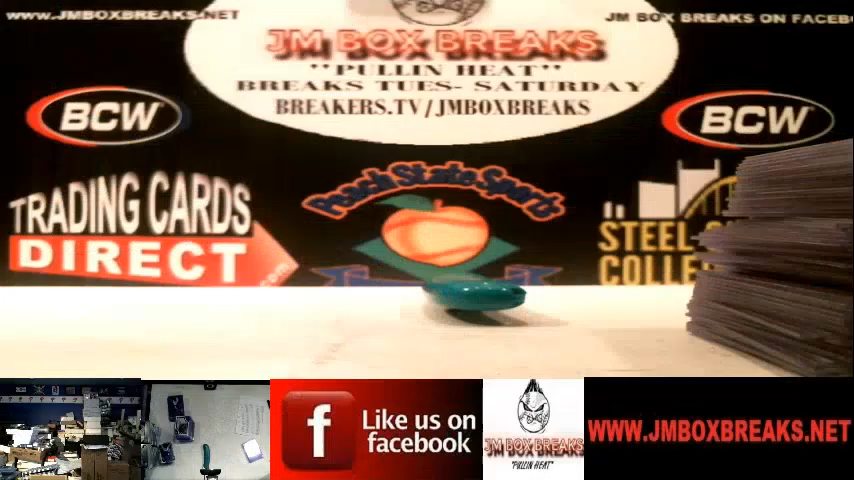 www.JMBOXBREAKS.NET
JM BOX BREAKS ON FACEB
JM BOX BREAKS
"PULLIN HEAT"
BREAKS TUES- SATURDAY
BREAKERS.TV/JMBOXBREAKS
BCW
BCW
Peach State Sports
TRADING CARDS
DIRECT
.com
STEEL
COLLE
f
Like us on
facebook
JM BOX BREAKS
"PULLIN HEAT"
WWW.JMBOXBREAKS.NET